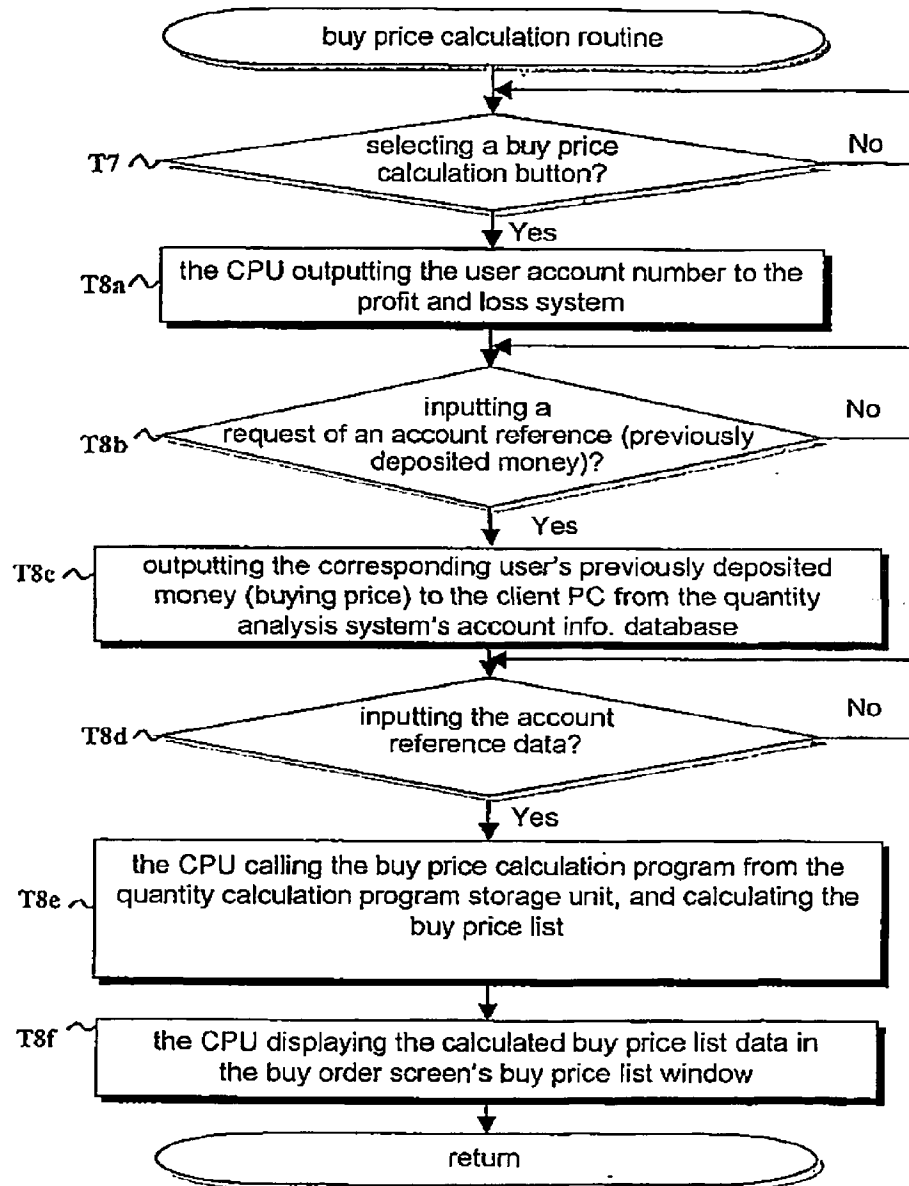 buy price calculation routine
T7
selecting a buy price
calculation button?
No
Yes
T8a
the CPU outputting the user account number to the
profit and loss system
T8b
inputting a
request of an account reference (previously
deposited money)?
No
Yes
T8c
outputting the corresponding user's previously deposited
money (buying price) to the client PC from the quantity
analysis system's account info. database
T8d
inputting the account
reference data?
No
Yes
T8e
the CPU calling the buy price calculation program from the
quantity calculation program storage unit, and calculating the
buy price list
T8f
the CPU displaying the calculated buy price list data in
the buy order screen's buy price list window
return